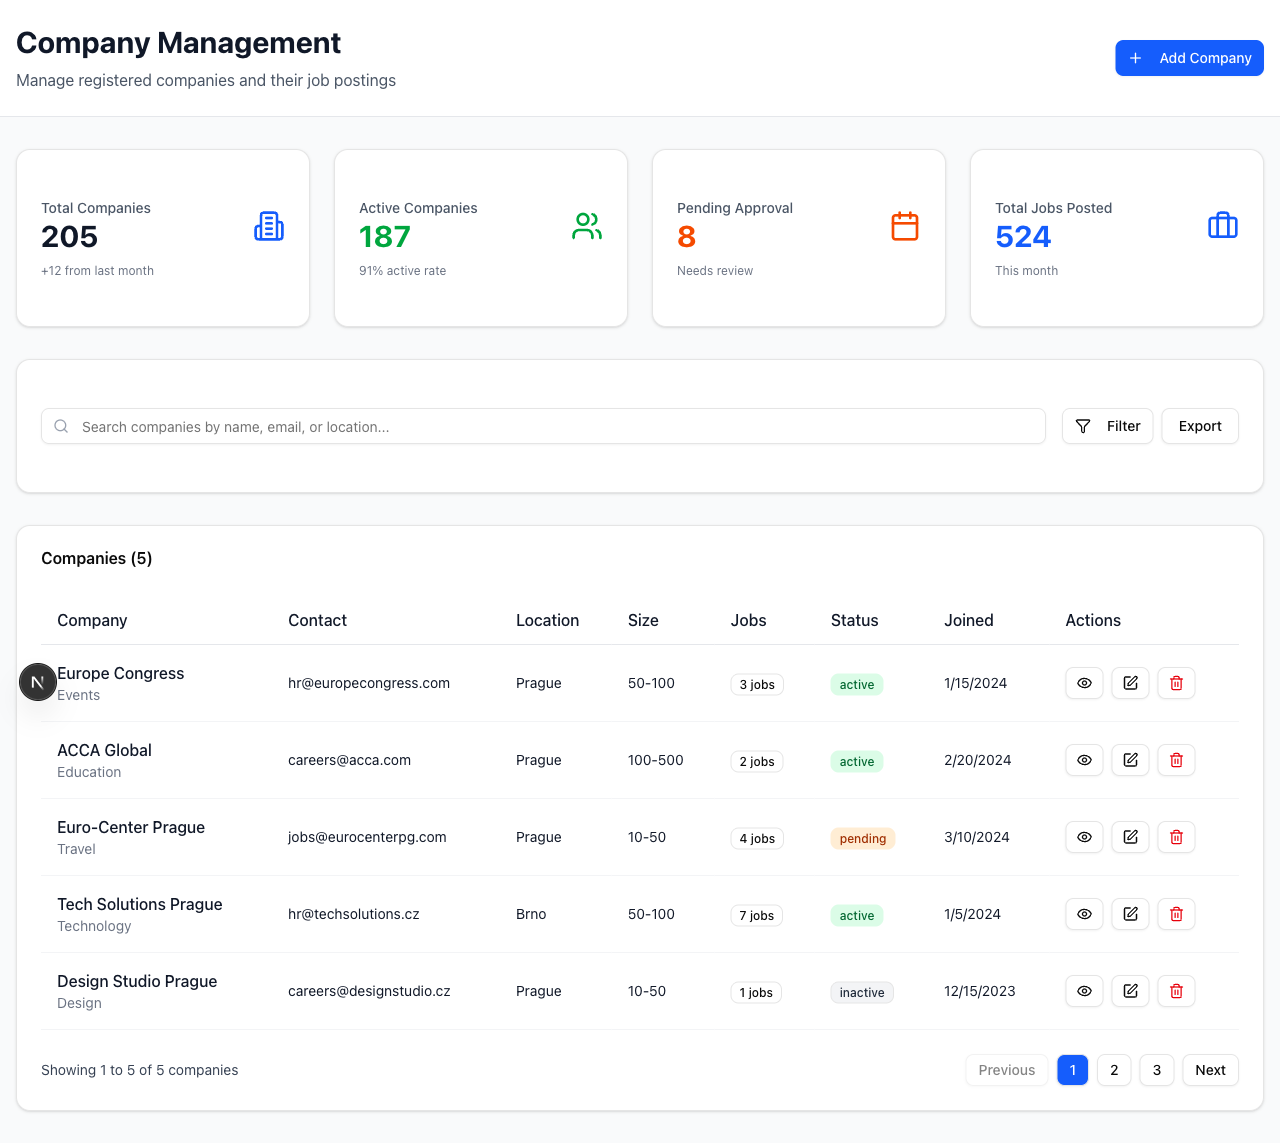 Company Management
Manage registered companies and their job postings
Add Company
Total Companies
205
+12 from last month
Active Companies
187
91% active rate
Pending Approval
8
Needs review
Total Jobs Posted
524
This month
Search companies by name, email, or location...
Filter
Export
Companies (5)
Company Contact Location Size Jobs Status Joined Actions
Europe Congress
Events
hr@europecongress.com Prague 50-100 3 jobs active 1/15/2024
N
ACCA Global
Education
careers@acca.com Prague 100-500 2 jobs active 2/20/2024
Euro-Center Prague
Travel
jobs@eurocenterpg.com Prague 10-50 4 jobs pending 3/10/2024
Tech Solutions Prague
Technology
hr@techsolutions.cz Brno 50-100 7 jobs active 1/5/2024
Design Studio Prague
Design
careers@designstudio.cz Prague 10-50 1 jobs inactive 12/15/2023
Showing 1 to 5 of 5 companies
Previous 1 2 3 Next